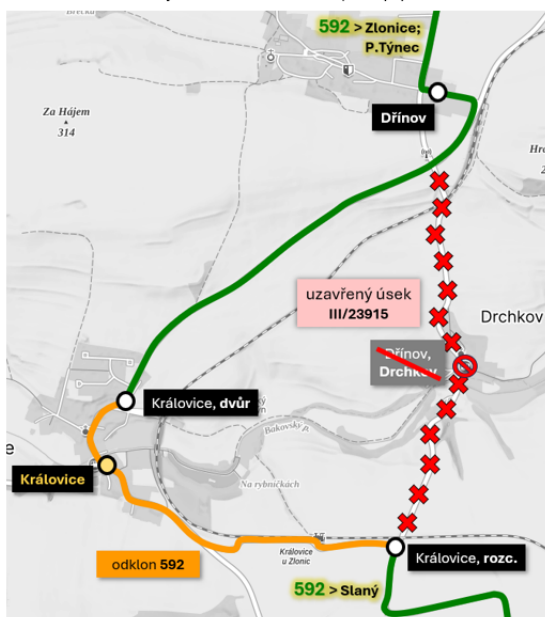 592 > Zlonice;
P.Týnec
Za Hájem
314
Dřínov
uzavřený úsek
III/23915
Drchkov
Dřínov,
Drchkov
Královice, dvůr
Bakovský p.
Královice
Na rybníčkách
odklon 592
Královice
u Zlonic
Královice, rozc.
592 > Slaný